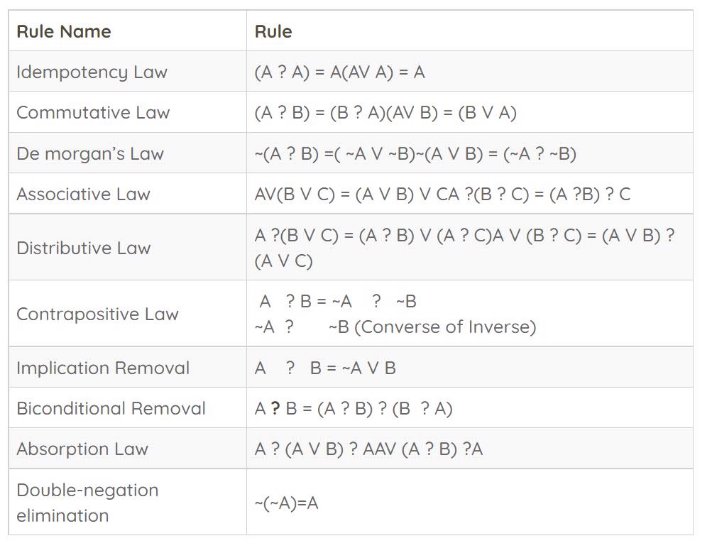 Rule Name Rule
Idempotency Law (A ? A) = A(AV A) = A
Commutative Law (A ? B) = (B ? A)(AV B) = (B V A)
De morgan’s Law ~(A ? B) =( ~A V ~B)~(A V B) = (~A ? ~B)
Associative Law AV(B V C) = (A V B) V CA ?(B ? C) = (A ?B) ? C
Distributive Law A ?(B V C) = (A ? B) V (A ? C)A V (B ? C) = (A V B) ?
(A V C)
Contrapositive Law A ? B = ~A ? ~B
~A ? ~B (Converse of Inverse)
Implication Removal A ? B = ~A V B
Biconditional Removal A ? B = (A ? B) ? (B ? A)
Absorption Law A ? (A V B) ? AAV (A ? B) ?A
Double-negation
elimination ~(~A)=A